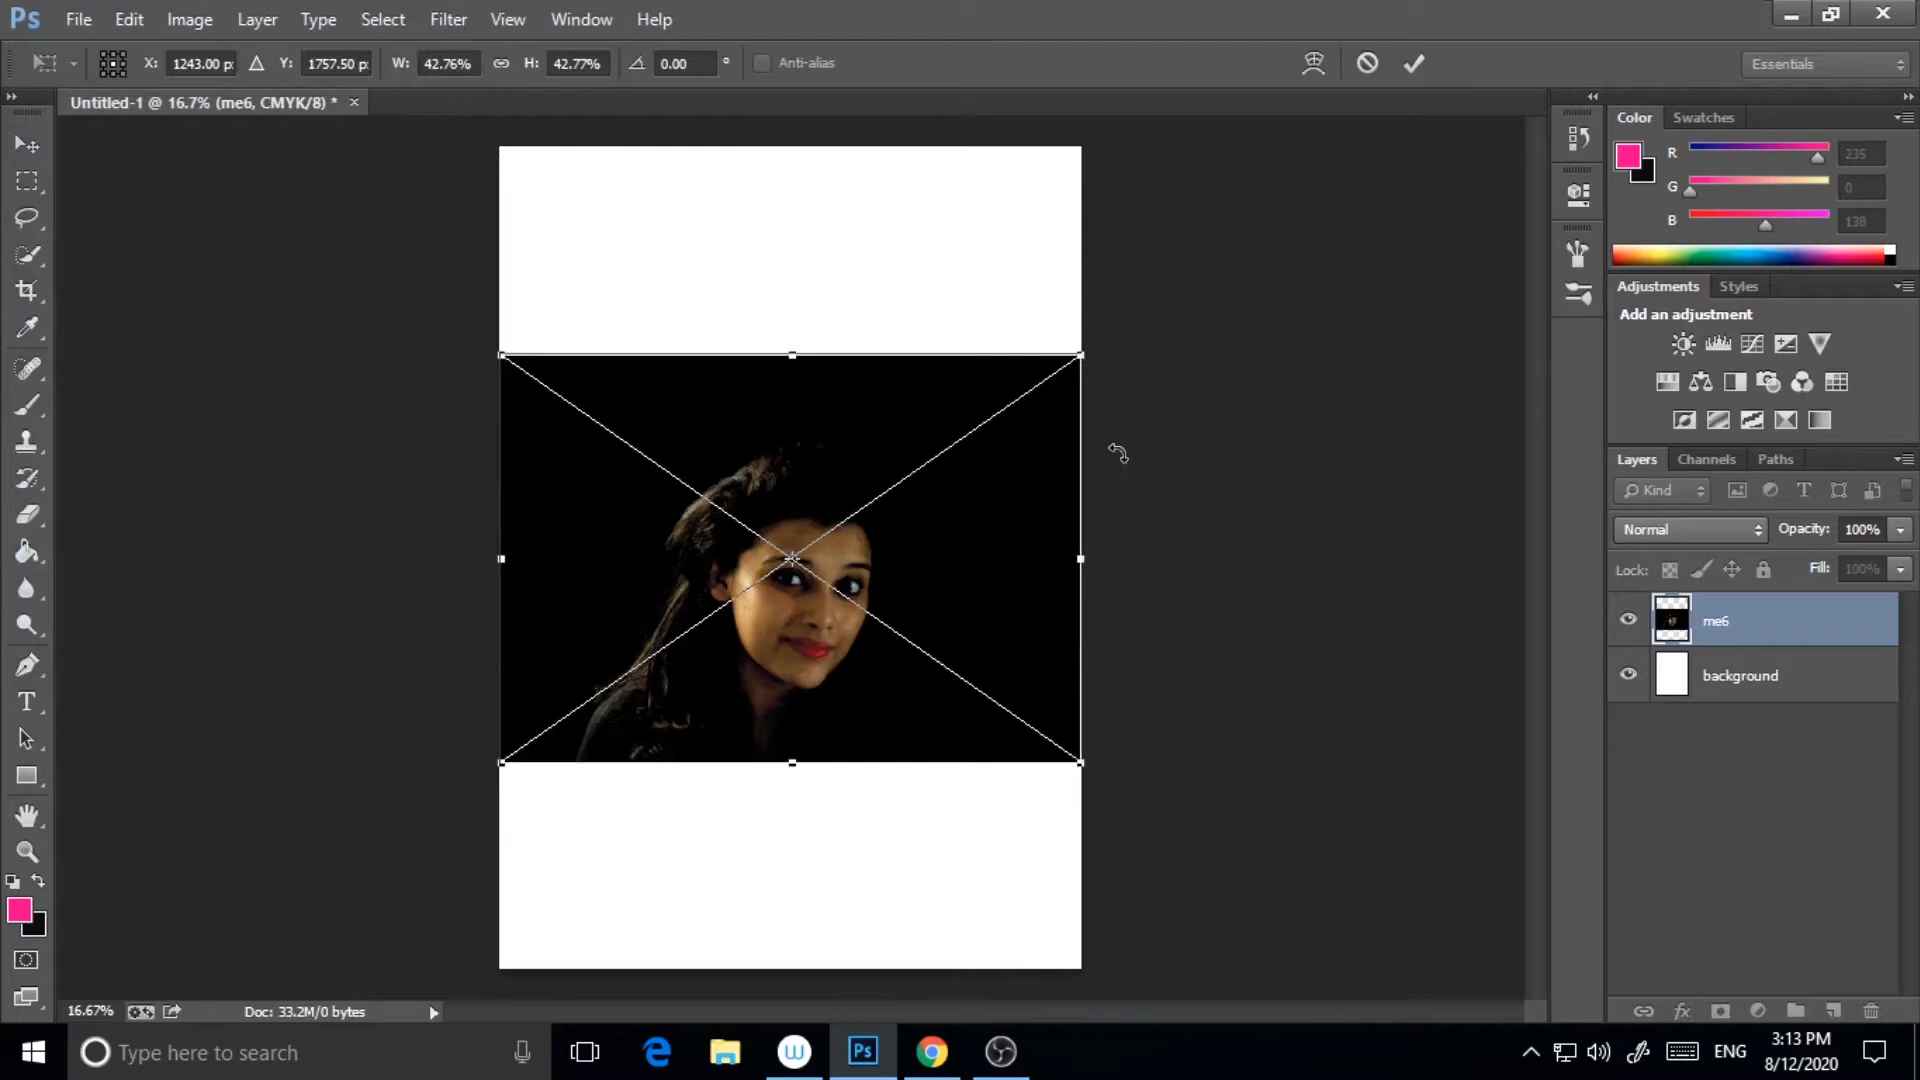 Ps File Edit Image Layer Type Select Filter View Window Help
X: 1243.00 p: Y: 1757.50 p: W: 42.76% H: 42.77% 0.00 ° Anti-alias Essentials
Untitled-1 @ 16.7% (me6, CMYK/8) *
Color Swatches
R 235
G 0
B 138
Adjustments Styles
Add an adjustment
Layers Channels Paths
Kind
Normal Opacity: 100%
Lock: Fill: 100%
me6
background
16.67% Doc: 33.2M/0 bytes
Type here to search
Ps
ENG
3:13 PM
8/12/2020